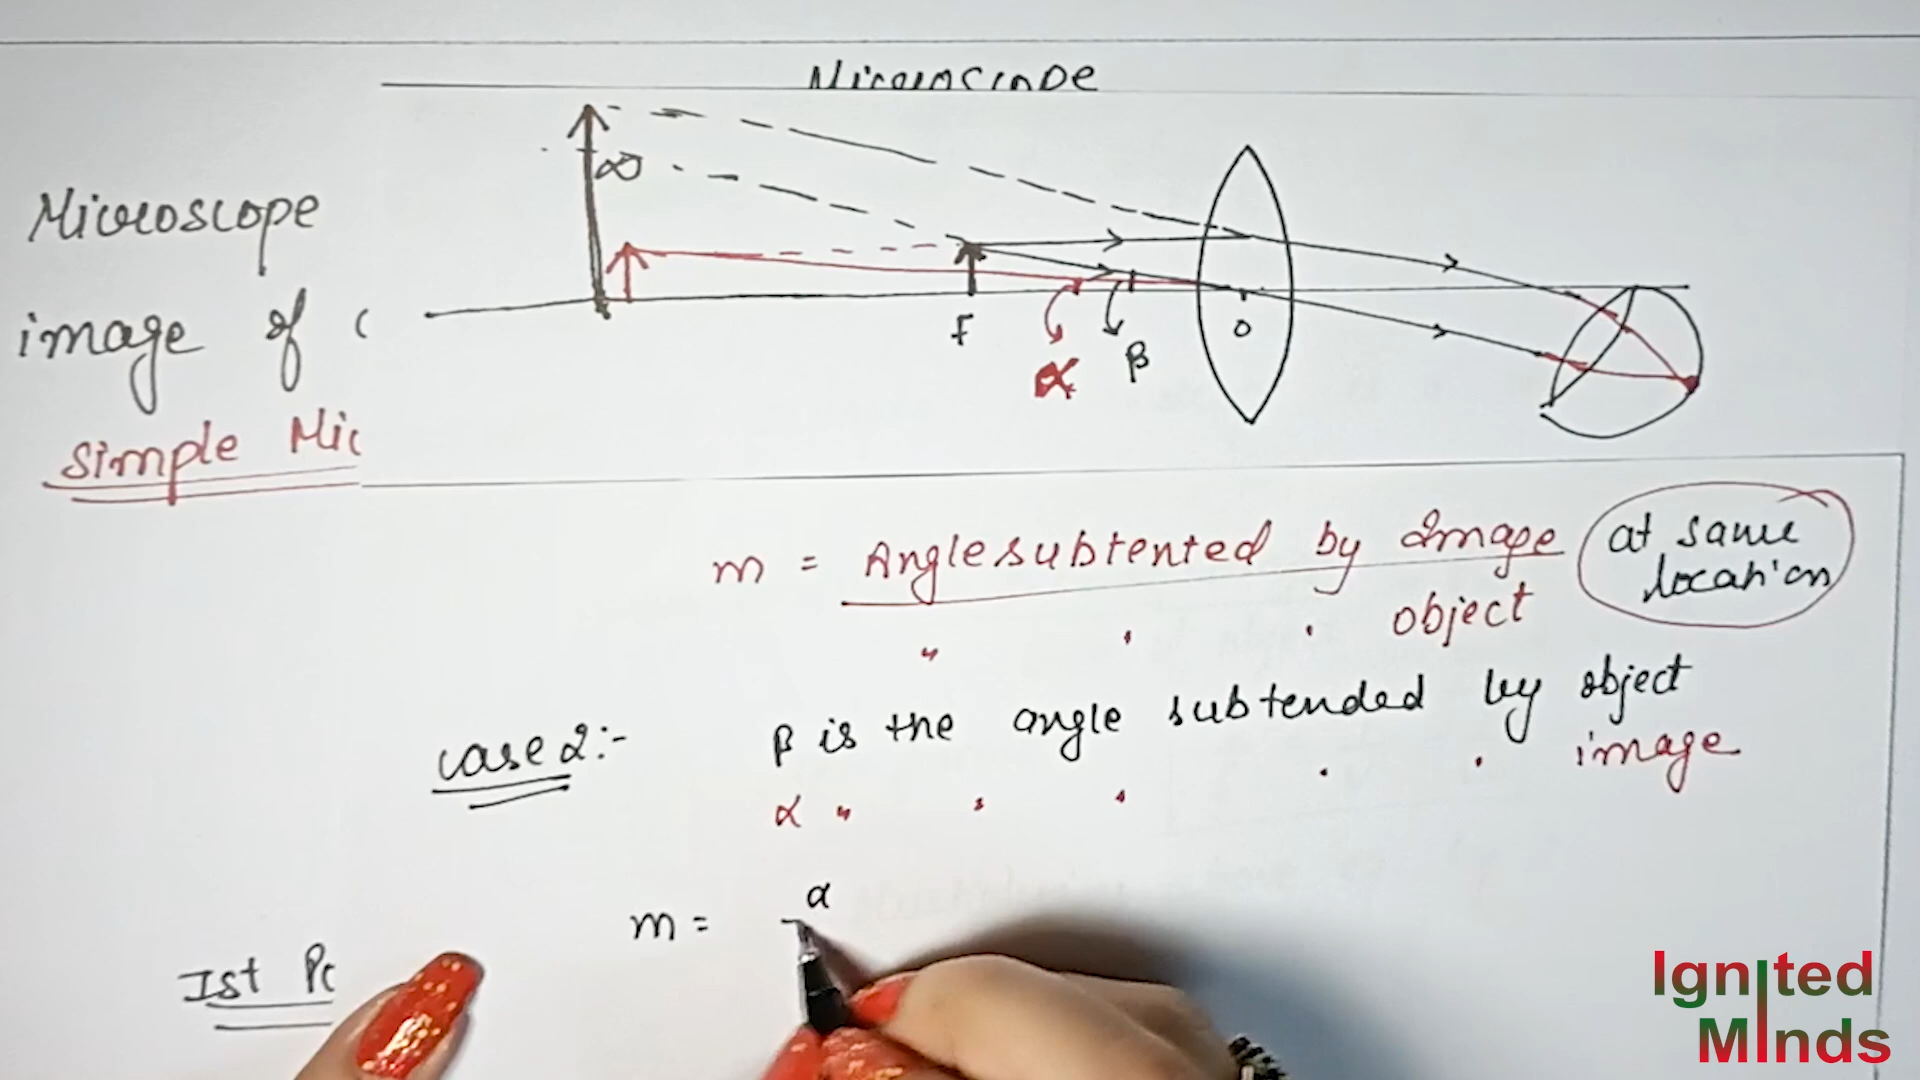 Microscope
∞
Microscope
image of
F
α
β
O
Simple Mic
m = Angle subtented by Image
at same
location
" " " object
Case 2:- β is the angle subtended by object
α " " " " " image
m = α
Ist
Ignited
Minds